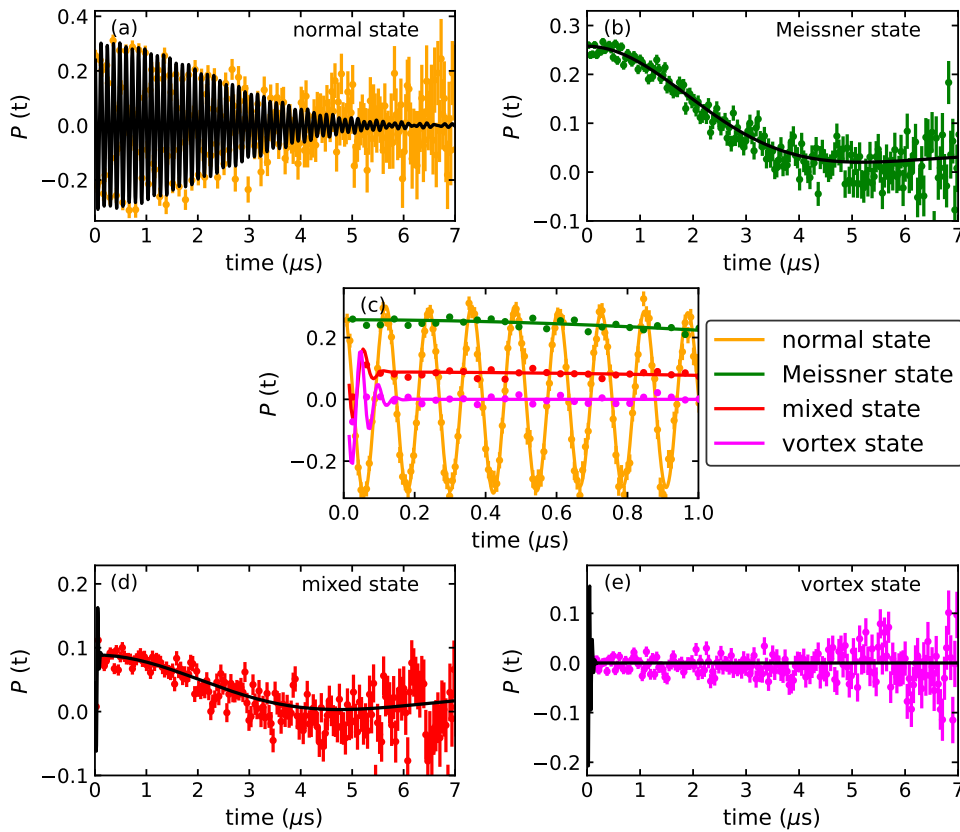 (a) normal state
P (t)
0.4
0.2
0.0
−0.2
0 1 2 3 4 5 6 7
time (μs)
(b) Meissner state
P (t)
0.3
0.2
0.1
0.0
−0.1
0 1 2 3 4 5 6 7
time (μs)
(c)
P (t)
0.2
0.0
−0.2
0.0 0.2 0.4 0.6 0.8 1.0
time (μs)
normal state
Meissner state
mixed state
vortex state
(d) mixed state
P (t)
0.2
0.1
0.0
−0.1
0 1 2 3 4 5 6 7
time (μs)
(e) vortex state
P (t)
0.1
0.0
−0.1
−0.2
0 1 2 3 4 5 6 7
time (μs)